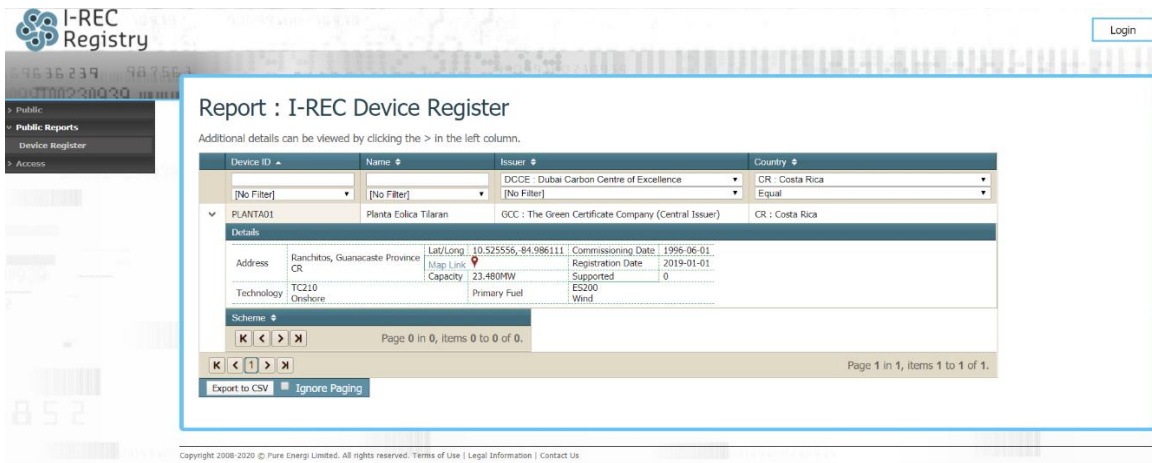 I-REC
Registry
Login
> Public
Public Reports
Device Register
> Access
Report : I-REC Device Register
Additional details can be viewed by clicking the > in the left column.
Device ID Name Issuer Country
DCCE : Dubai Carbon Centre of Excellence CR : Costa Rica
[No Filter] [No Filter] [No Filter] Equal
PLANTA01 Planta Eolica Tilaran GCC : The Green Certificate Company (Central Issuer) CR : Costa Rica
Details
Address Ranchitos, Guanacaste Province
CR
Lat/Long 10.525556,-84.986111 Commissioning Date 1996-06-01
Map Link Registration Date 2019-01-01
Capacity 23.480MW Supported 0
Technology TC210
Onshore
Primary Fuel ES200
Wind
Scheme
Page 0 in 0, items 0 to 0 of 0.
1 Page 1 in 1, items 1 to 1 of 1.
Export to CSV Ignore Paging
Copyright 2008-2020 © Pure Energi Limited. All rights reserved. Terms of Use | Legal Information | Contact Us